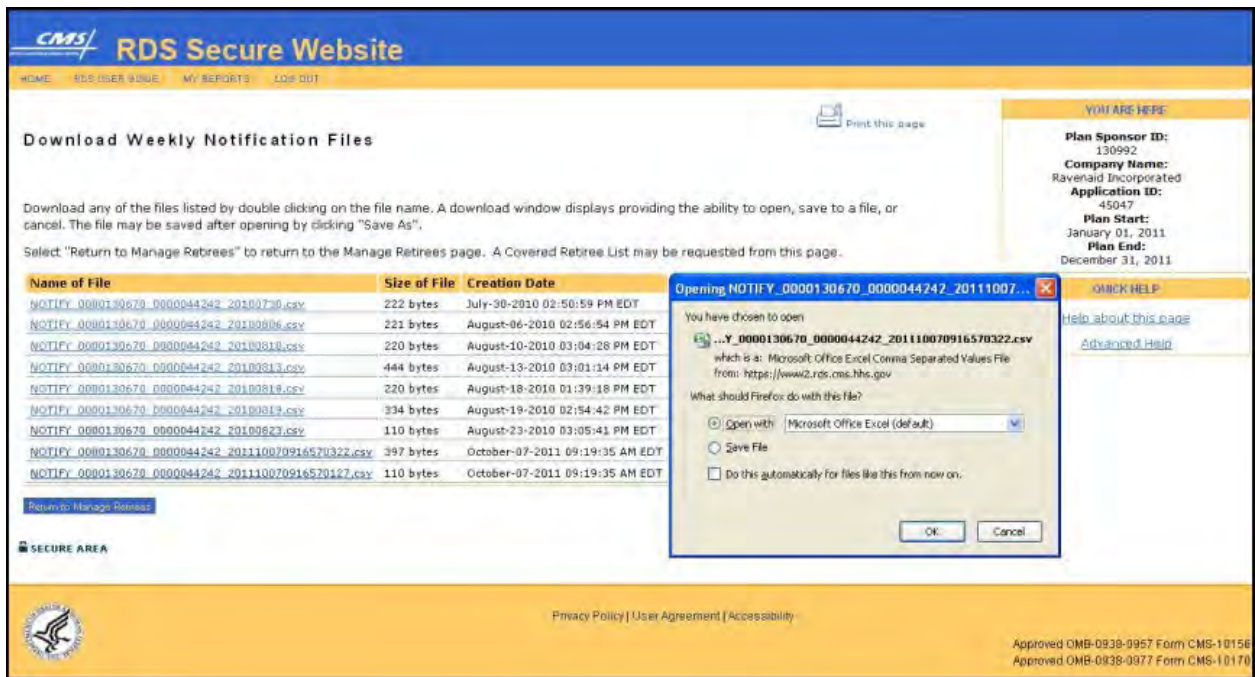 CMS/ RDS Secure Website
HOME RDS USER GUIDE MY REPORTS LOG OUT
Print this page
Download Weekly Notification Files
Download any of the files listed by double clicking on the file name. A download window displays providing the ability to open, save to a file, or
cancel. The file may be saved after opening by clicking "Save As".
Select "Return to Manage Retirees" to return to the Manage Retirees page. A Covered Retiree List may be requested from this page.
Name of File Size of File Creation Date
NOTIFY_0000130670_0000044242_20100730.csv 222 bytes July-30-2010 02:50:59 PM EDT
NOTIFY_0000130670_0000044242_20100806.csv 221 bytes August-06-2010 02:56:54 PM EDT
NOTIFY_0000130670_0000044242_20100810.csv 220 bytes August-10-2010 03:04:28 PM EDT
NOTIFY_0000130670_0000044242_20100813.csv 444 bytes August-13-2010 03:01:14 PM EDT
NOTIFY_0000130670_0000044242_20100818.csv 220 bytes August-18-2010 01:39:18 PM EDT
NOTIFY_0000130670_0000044242_20100819.csv 334 bytes August-19-2010 02:54:42 PM EDT
NOTIFY_0000130670_0000044242_20100823.csv 110 bytes August-23-2010 03:05:41 PM EDT
NOTIFY_0000130670_0000044242_201110070916570322.csv 397 bytes October-07-2011 09:19:35 AM EDT
NOTIFY_0000130670_0000044242_201110070916570127.csv 110 bytes October-07-2011 09:19:35 AM EDT
Return to Manage Retirees
SECURE AREA
Opening NOTIFY_0000130670_0000044242_20111007...
You have chosen to open
...Y_0000130670_0000044242_201110070916570322.csv
which is a: Microsoft Office Excel Comma Separated Values File
from: https://www2.rds.cms.hhs.gov
What should Firefox do with this file?
Open with Microsoft Office Excel (default)
Save File
Do this automatically for files like this from now on.
OK Cancel
YOU ARE HERE
Plan Sponsor ID:
130992
Company Name:
Ravenaid Incorporated
Application ID:
45047
Plan Start:
January 01, 2011
Plan End:
December 31, 2011
QUICK HELP
Help about this page
Advanced Help
Privacy Policy | User Agreement | Accessibility
Approved OMB-0938-0957 Form CMS-10156
Approved OMB-0938-0977 Form CMS-10170